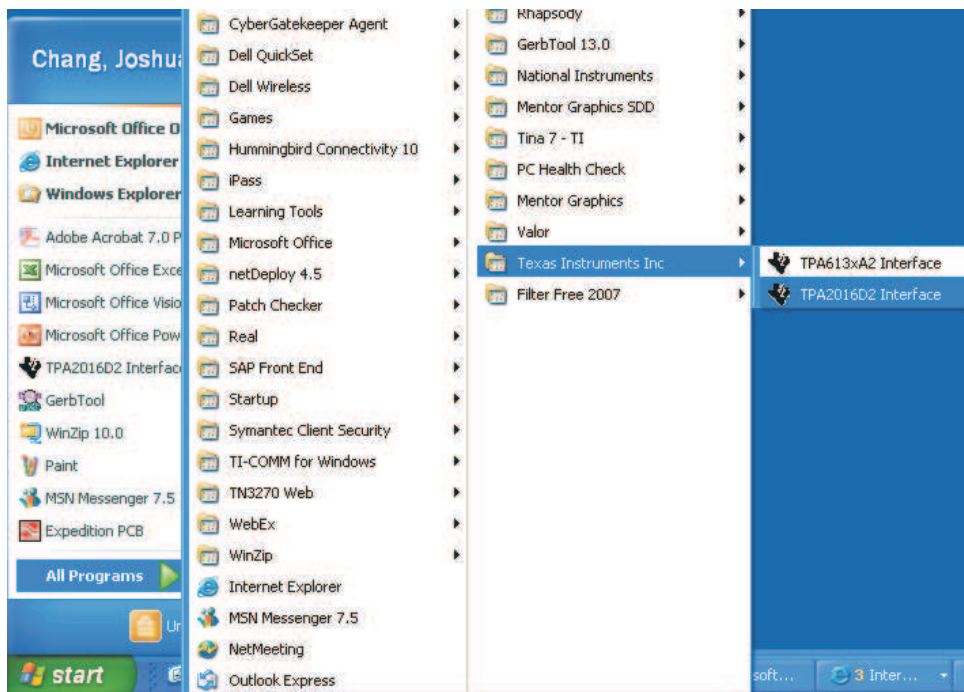 Chang, Joshua
Microsoft Office O
Internet Explorer
Windows Explorer
Adobe Acrobat 7.0 P
Microsoft Office Exce
Microsoft Office Visio
Microsoft Office Pow
TPA2016D2 Interfac
GerbTool
WinZip 10.0
Paint
MSN Messenger 7.5
Expedition PCB
All Programs
start
CyberGatekeeper Agent
Dell QuickSet
Dell Wireless
Games
Hummingbird Connectivity 10
iPass
Learning Tools
Microsoft Office
netDeploy 4.5
Patch Checker
Real
SAP Front End
Startup
Symantec Client Security
TI-COMM for Windows
TN3270 Web
WebEx
WinZip
Internet Explorer
MSN Messenger 7.5
NetMeeting
Outlook Express
Rhapsody
GerbTool 13.0
National Instruments
Mentor Graphics SDD
Tina 7 - TI
PC Health Check
Mentor Graphics
Valor
Texas Instruments Inc
Filter Free 2007
TPA613xA2 Interface
TPA2016D2 Interface
soft...
3 Inter...